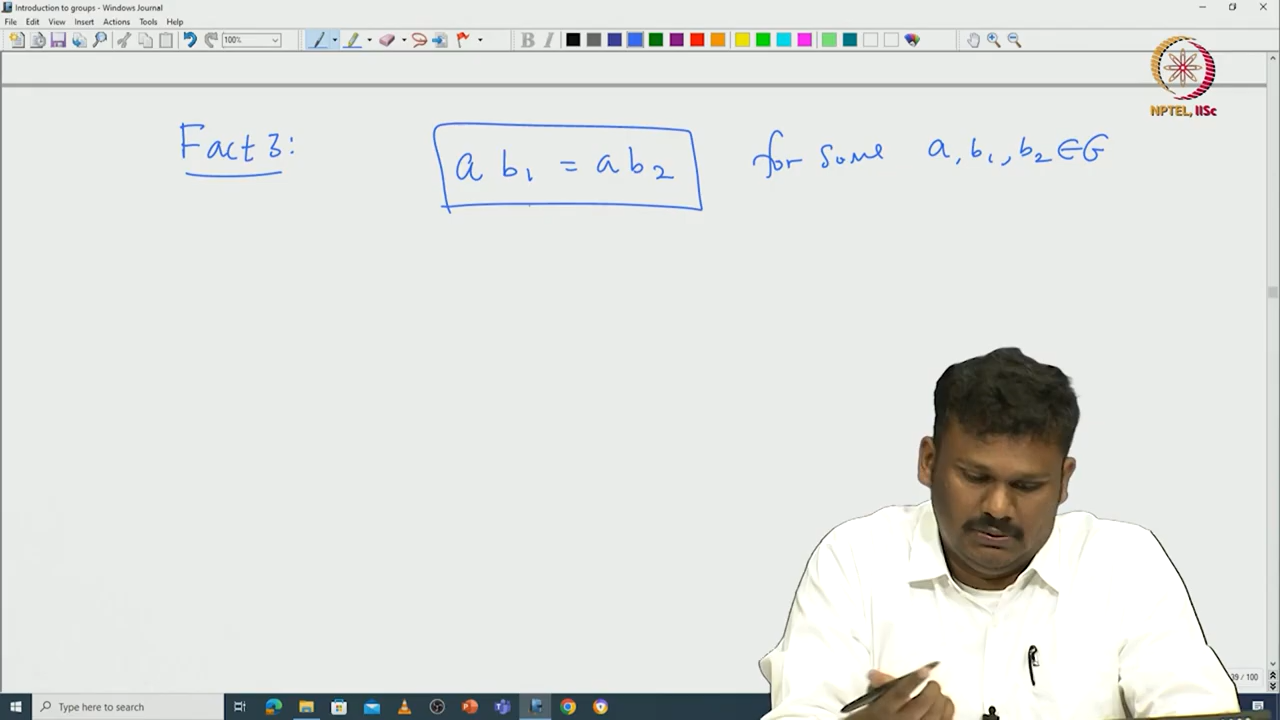 Introduction to groups - Windows Journal
File Edit View Insert Actions Tools Help
100%
B I
NPTEL, IISc
Fact 3: a b₁ = a b₂ for some a, b₁, b₂ ∈ G
Type here to search